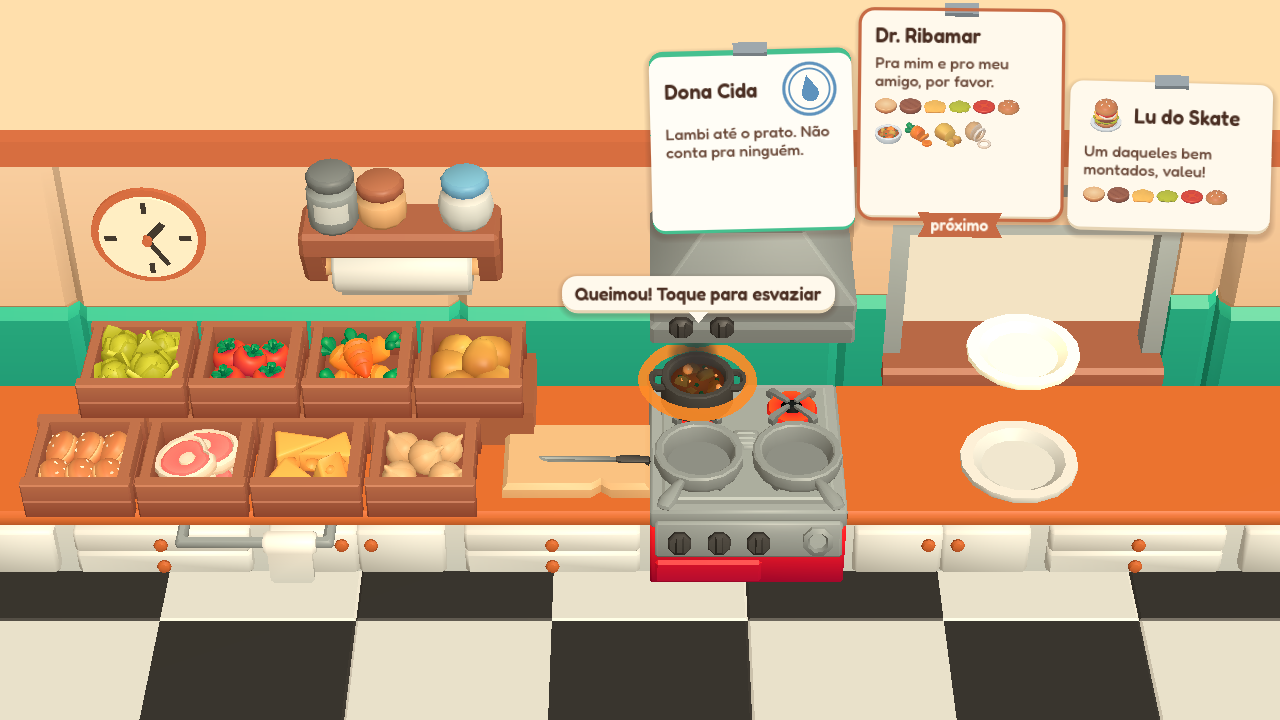 Dona Cida
Lambi até o prato. Não
conta pra ninguém.
Dr. Ribamar
Pra mim e pro meu
amigo, por favor.
próximo
Lu do Skate
Um daqueles bem
montados, valeu!
Queimou! Toque para esvaziar